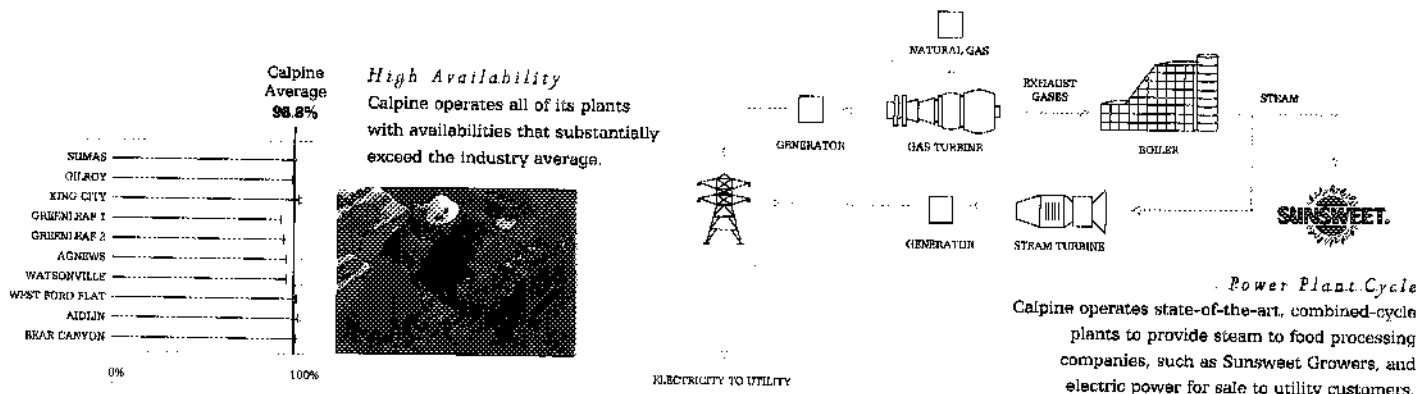 Calpine
Average
96.8%
SUMAS
GILROY
KING CITY
GREENLEAF 1
GREENLEAF 2
AGNEWS
WATSONVILLE
WEST FORD FLAT
AIDLIN
BEAR CANYON
0%
100%
High Availability
Calpine operates all of its plants
with availabilities that substantially
exceed the industry average.
NATURAL GAS
GENERATOR
GAS TURBINE
EXHAUST
GASES
BOILER
STEAM
GENERATOR
STEAM TURBINE
SUNSWEET.
ELECTRICITY TO UTILITY
Power Plant Cycle
Calpine operates state-of-the-art, combined-cycle
plants to provide steam to food processing
companies, such as Sunsweet Growers, and
electric power for sale to utility customers.